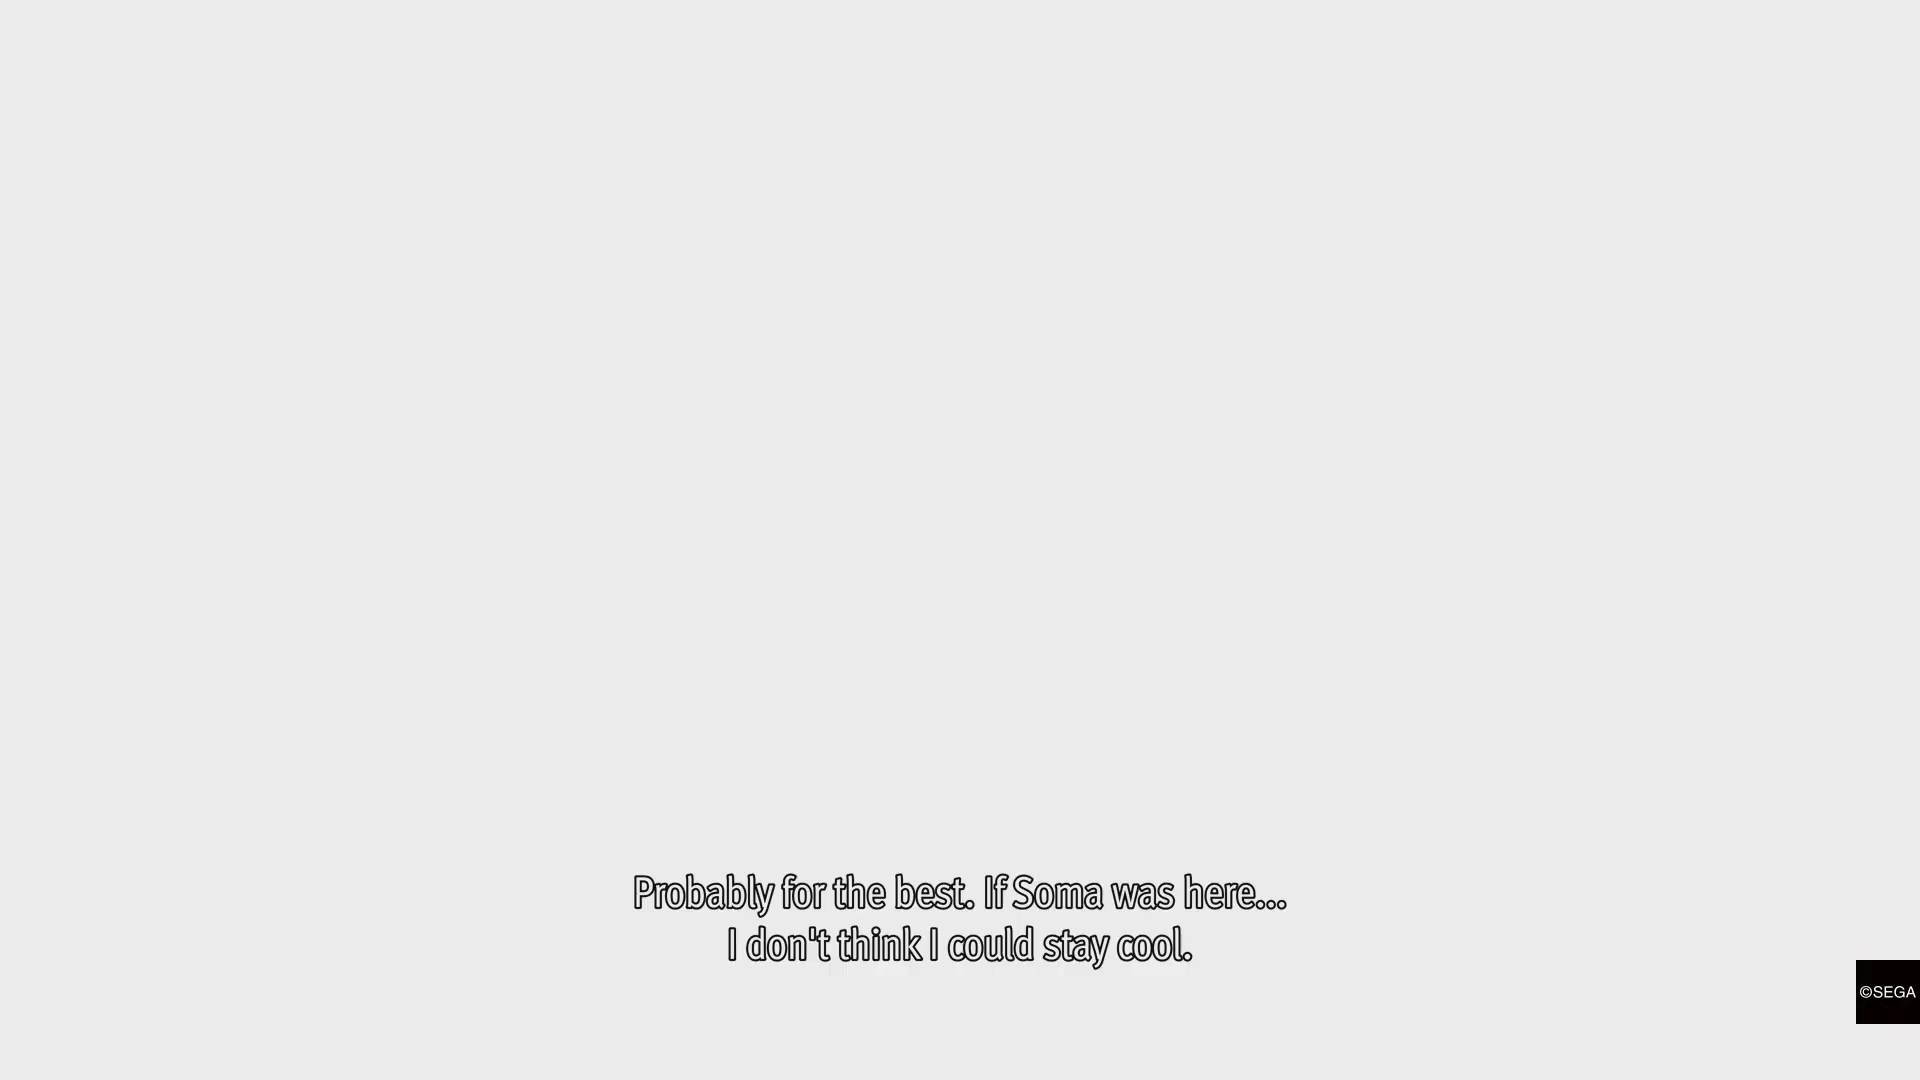 Probably for the best. If Soma was here...
I don't think I could stay cool.
©SEGA